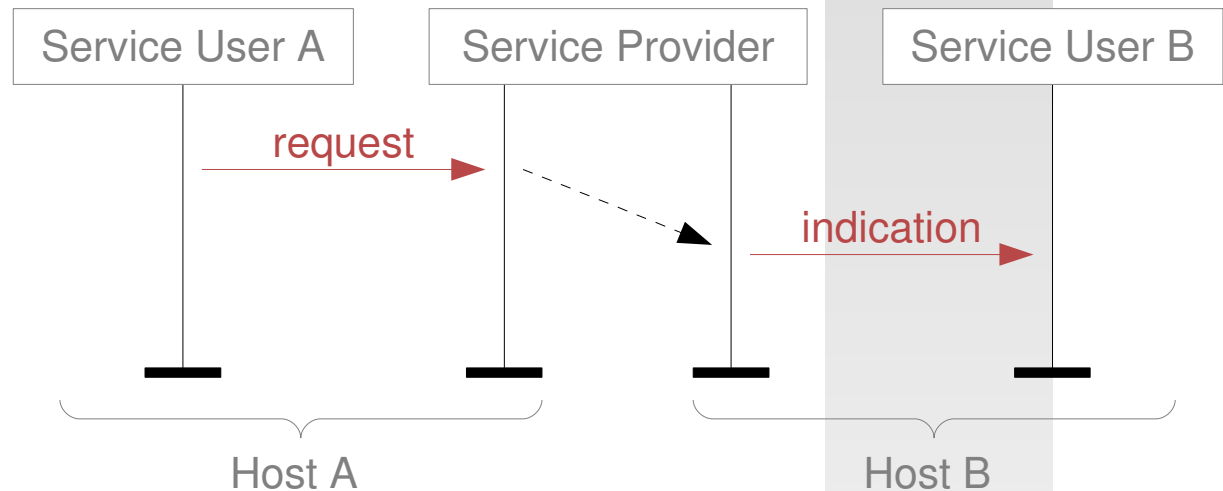 Service User A
Service Provider
Service User B
request
indication
Host A
Host B